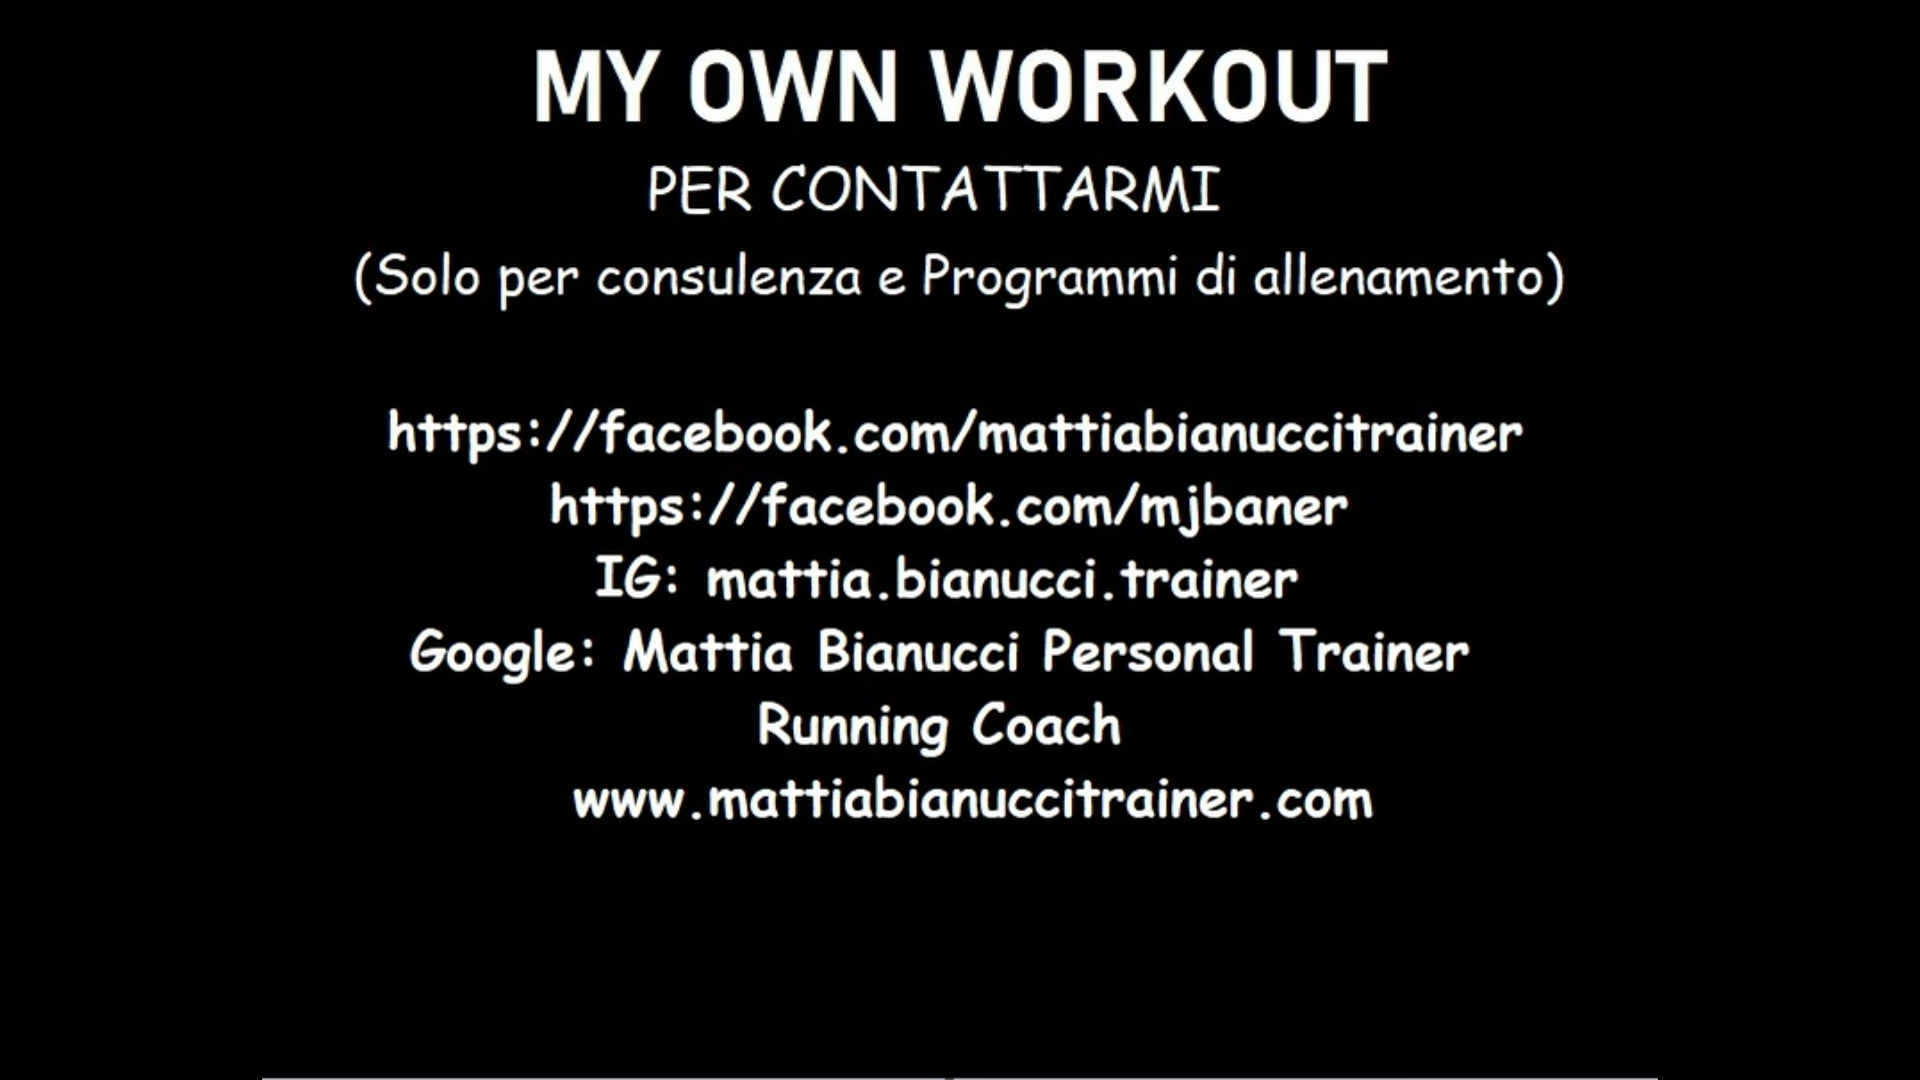 MY OWN WORKOUT
PER CONTATTARMI
(Solo per consulenza e Programmi di allenamento)
https://facebook.com/mattiabianuccitrainer
https://facebook.com/mjbaner
IG: mattia.bianucci.trainer
Google: Mattia Bianucci Personal Trainer
Running Coach
www.mattiabianuccitrainer.com